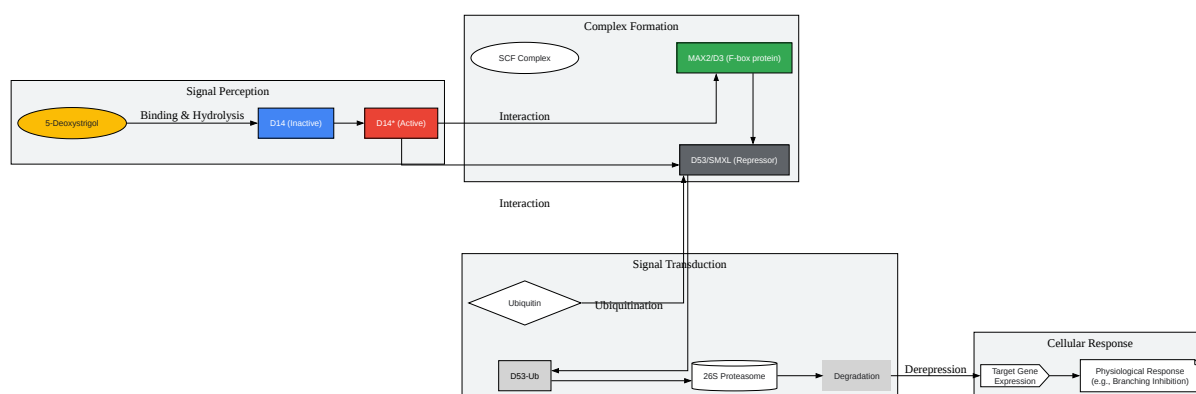 Complex Formation
SCF Complex
MAX2/D3 (F-box protein)
Signal Perception
5-Deoxystrigol
Binding & Hydrolysis
D14 (Inactive)
D14* (Active)
Interaction
D53/SMXL (Repressor)
Interaction
Signal Transduction
Ubiquitin
Ubiquitination
D53-Ub
26S Proteasome
Degradation
Derepression
Cellular Response
Target Gene
Expression
Physiological Response
(e.g., Branching Inhibition)